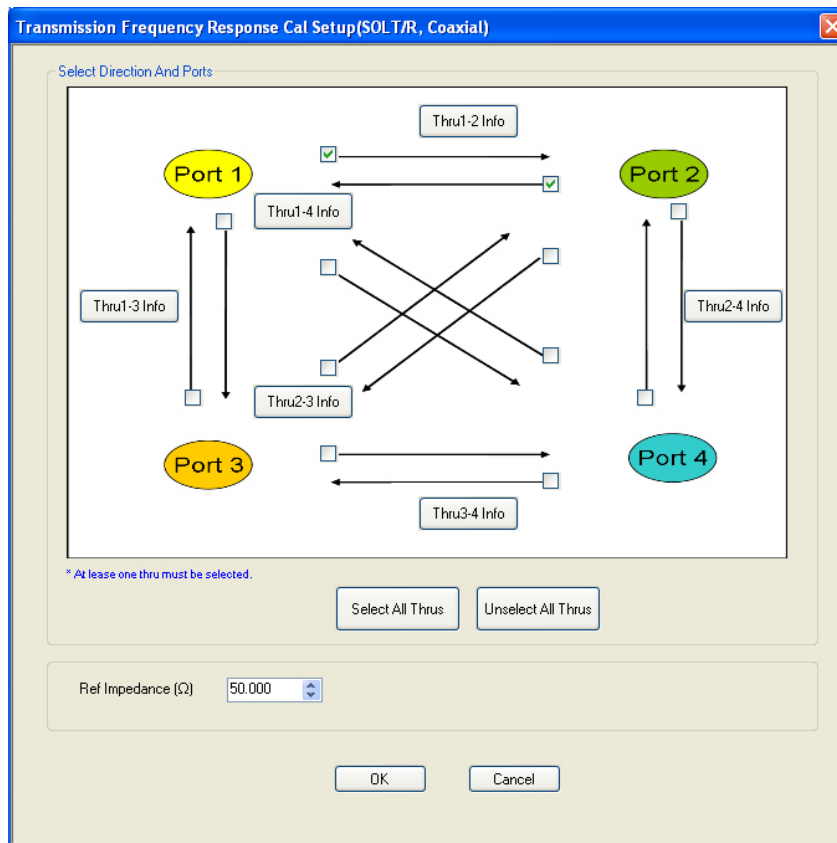 Transmission Frequency Response Cal Setup(SOLT/R, Coaxial)
Select Direction And Ports
Thru1-2 Info
Port 1
Port 2
Thru1-4 Info
Thru1-3 Info
Thru2-4 Info
Thru2-3 Info
Port 3
Port 4
Thru3-4 Info
* At lease one thru must be selected.
Select All Thrus
Unselect All Thrus
Ref Impedance (Ω)
50.000
OK
Cancel